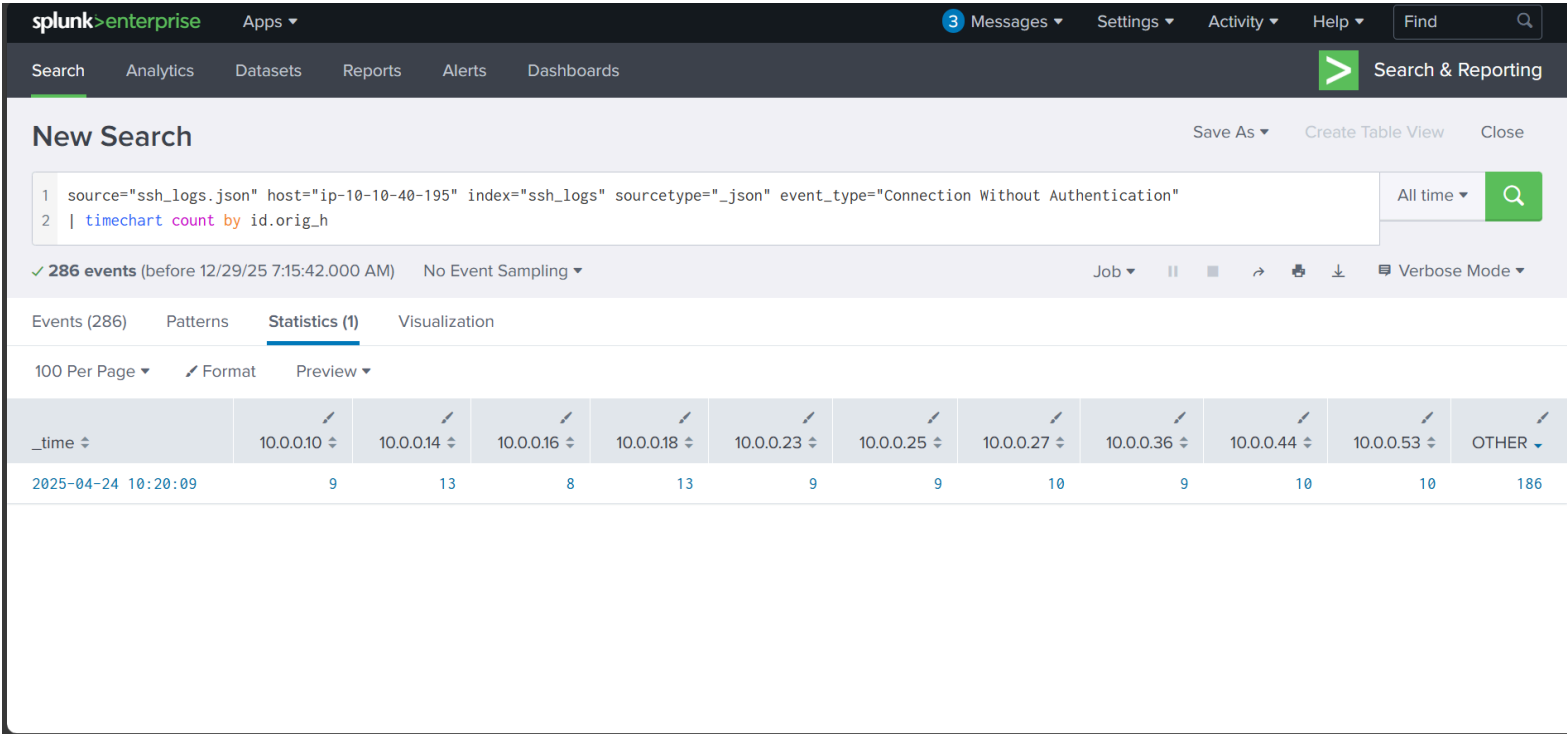 splunk>enterprise Apps 3 Messages Settings Activity Help Find
Search Analytics Datasets Reports Alerts Dashboards > Search & Reporting
New Search Save As Create Table View Close
1 source="ssh_logs.json" host="ip-10-10-40-195" index="ssh_logs" sourcetype="_json" event_type="Connection Without Authentication" All time
2 | timechart count by id.orig_h
✓ 286 events (before 12/29/25 7:15:42.000 AM) No Event Sampling Job Verbose Mode
Events (286) Patterns Statistics (1) Visualization
100 Per Page Format Preview
_time 10.0.0.10 10.0.0.14 10.0.0.16 10.0.0.18 10.0.0.23 10.0.0.25 10.0.0.27 10.0.0.36 10.0.0.44 10.0.0.53 OTHER
2025-04-24 10:20:09 9 13 8 13 9 9 10 9 10 10 186